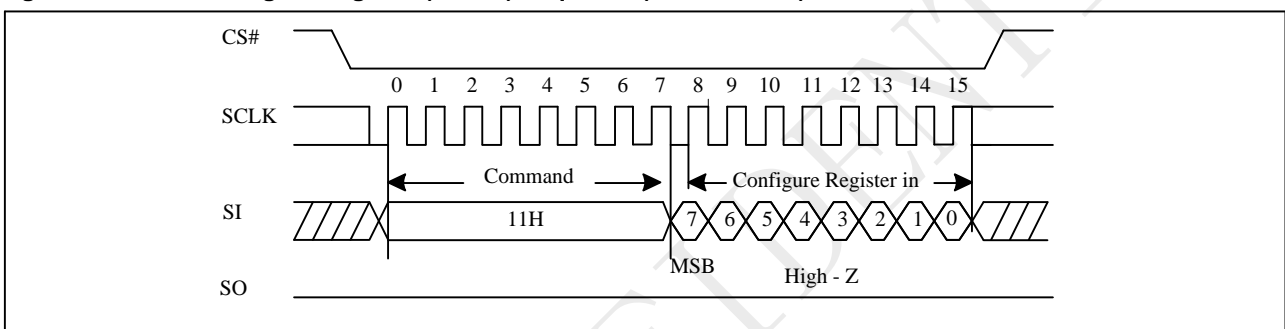 CS#
0 1 2 3 4 5 6 7 8 9 10 11 12 13 14 15
SCLK
Command
Configure Register in
SI
11H
7 6 5 4 3 2 1 0
MSB
High - Z
SO